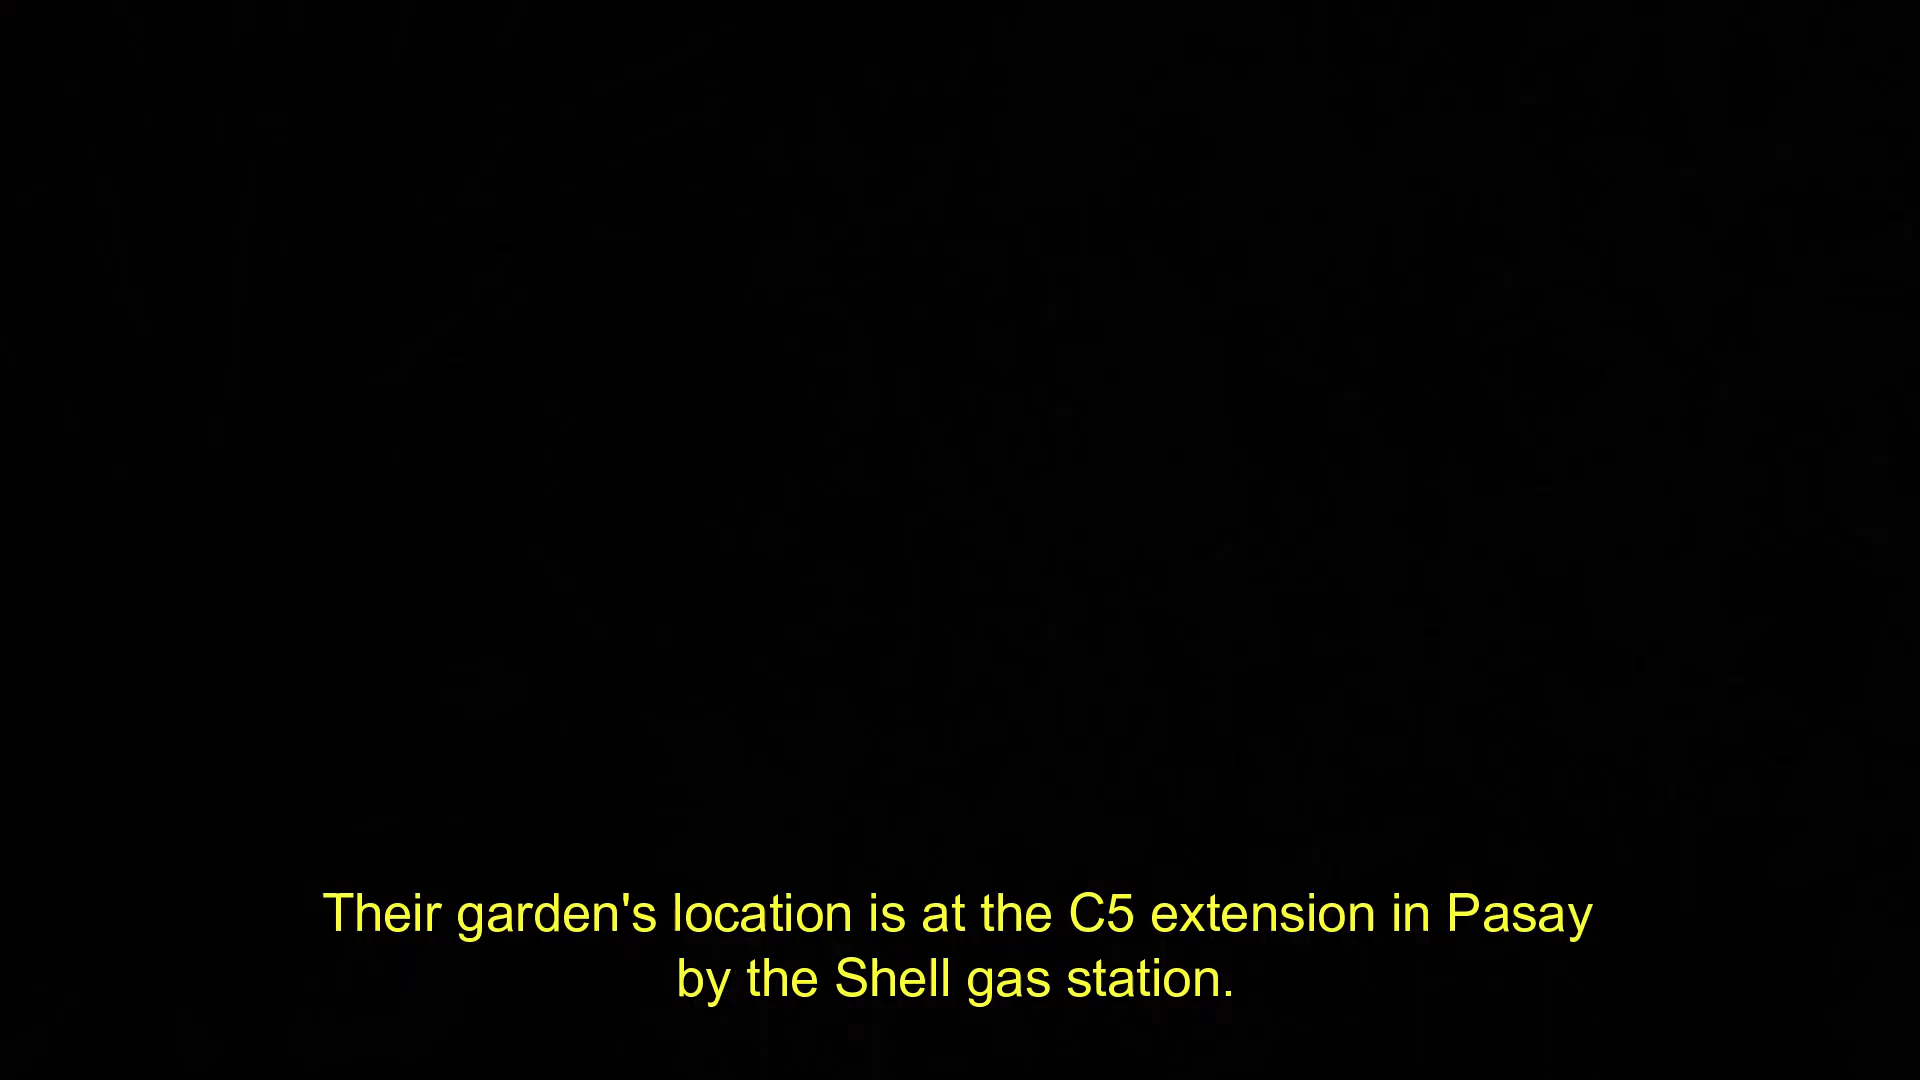 Their garden's location is at the C5 extension in Pasay
by the Shell gas station.